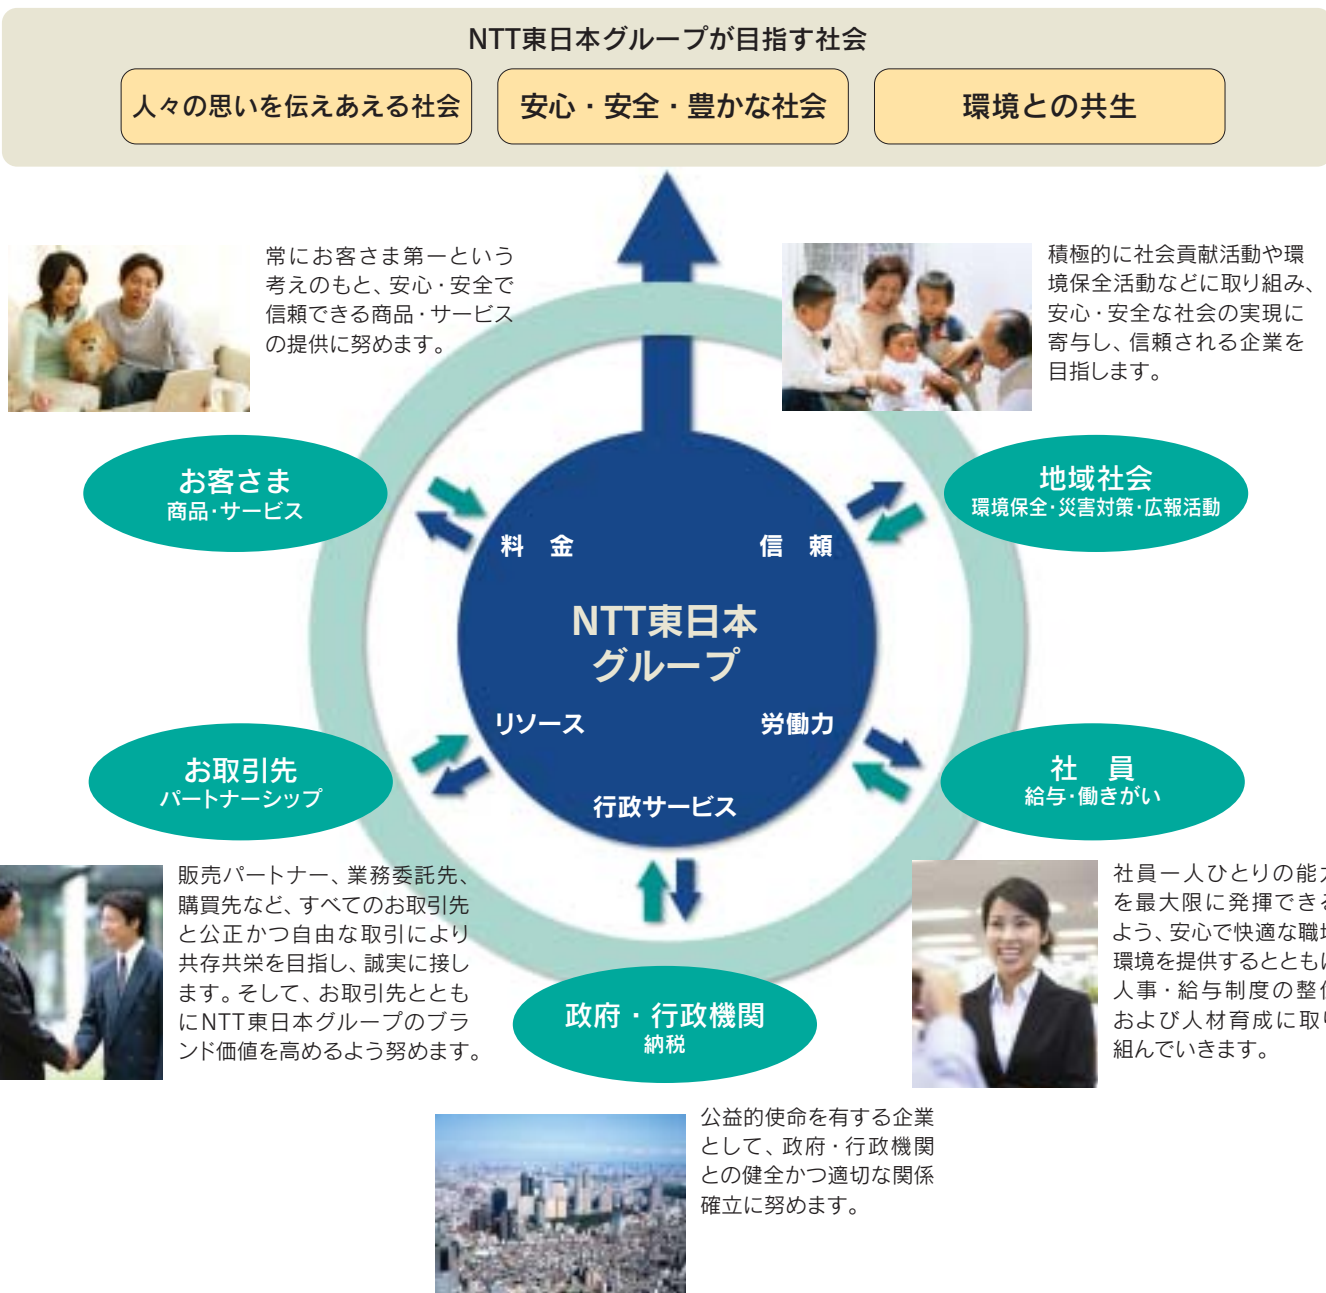 NTT東日本グループが目指す社会
人々の思いを伝えあえる社会
安心・安全・豊かな社会
環境との共生
常にお客さま第一という
考えのもと、安心・安全で
信頼できる商品・サービス
の提供に努めます。
積極的に社会貢献活動や環
境保全活動などに取り組み、
安心・安全な社会の実現に
寄与し、信頼される企業を
目指します。
お客さま
商品・サービス
地域社会
環境保全・災害対策・広報活動
料 金
信 頼
NTT東日本
グループ
リソース
労働力
行政サービス
お取引先
パートナーシップ
社 員
給与・働きがい
販売パートナー、業務委託先、
購買先など、すべてのお取引先
と公正かつ自由な取引により
共存共栄を目指し、誠実に接し
ます。そして、お取引先ととも
にNTT東日本グループのブラ
ンド価値を高めるよう努めます。
政府・行政機関
納税
社員一人ひとりの能力
を最大限に発揮できる
よう、安心で快適な職場
環境を提供するとともに
人事・給与制度の整備
および人材育成に取り
組んでいきます。
公益的使命を有する企業
として、政府・行政機関
との健全かつ適切な関係
確立に努めます。